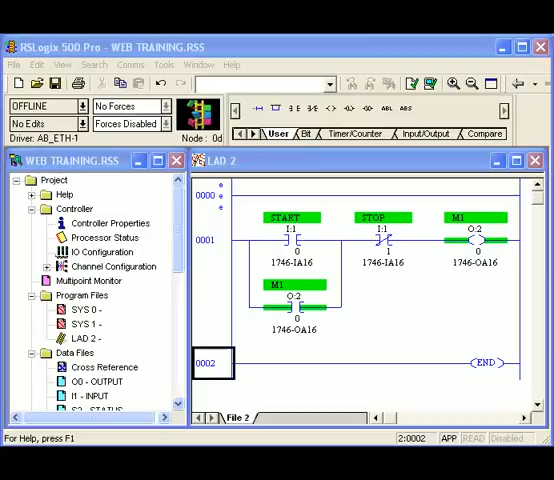 RSLogix 500 Pro - WEB TRAINING.RSS
File Edit View Search Comms Tools Window Help
OFFLINE
No Forces
No Edits
Forces Disabled
Driver: AB_ETH-1
Node : 0d
ABL ABS
User Bit Timer/Counter Input/Output Compare
WEB TRAINING.RSS
Project
Help
Controller
Controller Properties
Processor Status
IO Configuration
Channel Configuration
Multipoint Monitor
Program Files
SYS 0 -
SYS 1 -
LAD 2 -
Data Files
Cross Reference
O0 - OUTPUT
I1 - INPUT
S2 - STATUS
LAD 2
e
0000 e
e
START STOP M1
0001 I:1 I:1 O:2
0 1 0
1746-IA16 1746-IA16 1746-OA16
M1
O:2
0
1746-OA16
0002 END
File 2
For Help, press F1
2:0002 APP READ Disabled